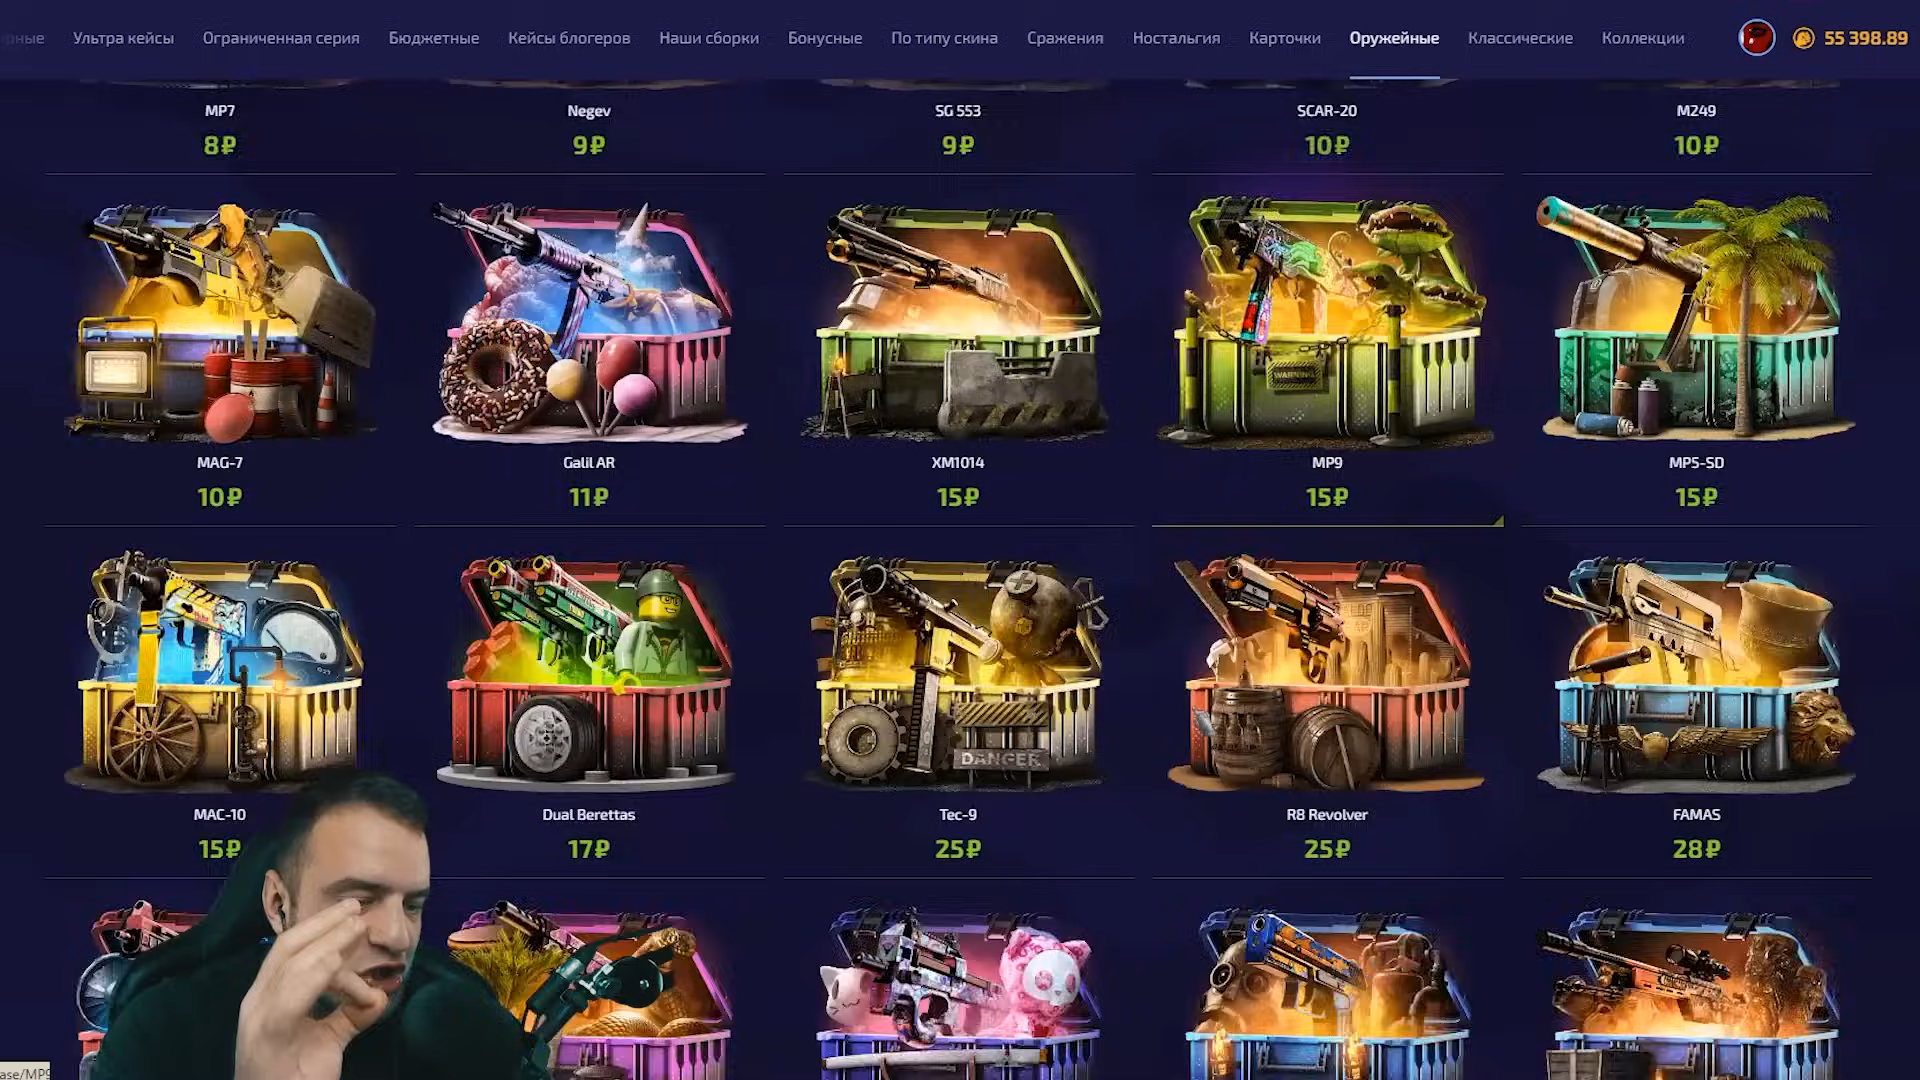 Ультра кейсы
Ограниченная серия
Бюджетные
Кейсы блогеров
Наши сборки
Бонусные
По типу скина
Сражения
Ностальгия
Карточки
Оружейные
Классические
Коллекции
55 398.89
MP7
Negev
SG 553
SCAR-20
M249
8₽
9₽
9₽
10₽
10₽
WARNING
MAG-7
Galil AR
XM1014
MP9
MP5-SD
10₽
11₽
15₽
15₽
15₽
DANGER
MAC-10
Dual Berettas
Tec-9
R8 Revolver
FAMAS
15₽
17₽
25₽
25₽
28₽